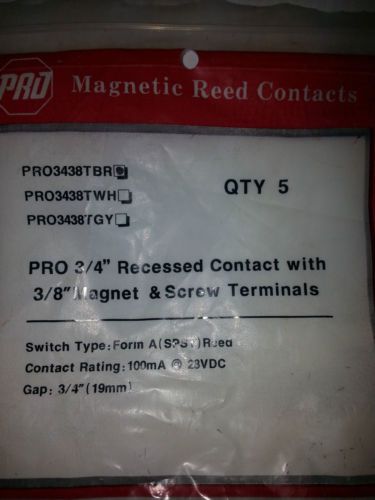 PRO Magnetic Reed Contacts
PRO3438TBR
PRO3438TWH
PRO3438TGY
QTY 5
PRO 3/4" Recessed Contact with
3/8" Magnet & Screw Terminals
Switch Type: Form A(SPST) Reed
Contact Rating: 100mA @ 23VDC
Gap: 3/4" (19mm)